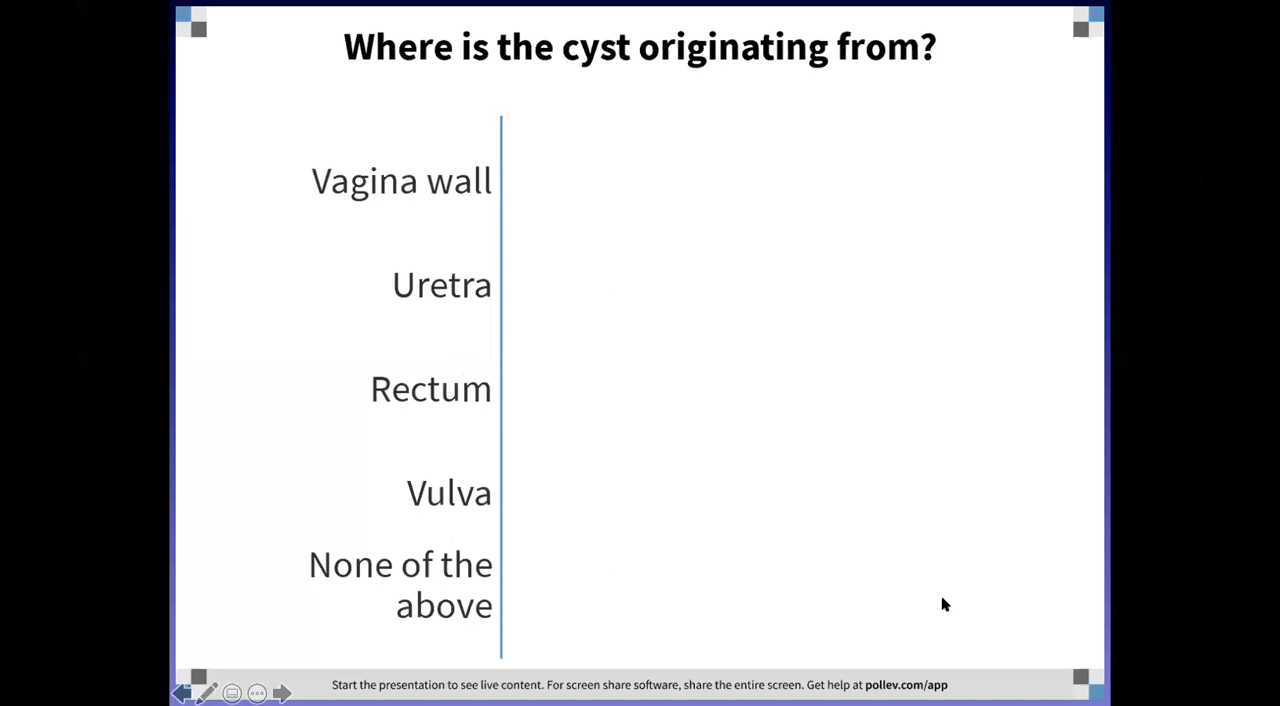 Where is the cyst originating from?
Vagina wall
Uretra
Rectum
Vulva
None of the
above
Start the presentation to see live content. For screen share software, share the entire screen. Get help at pollev.com/app